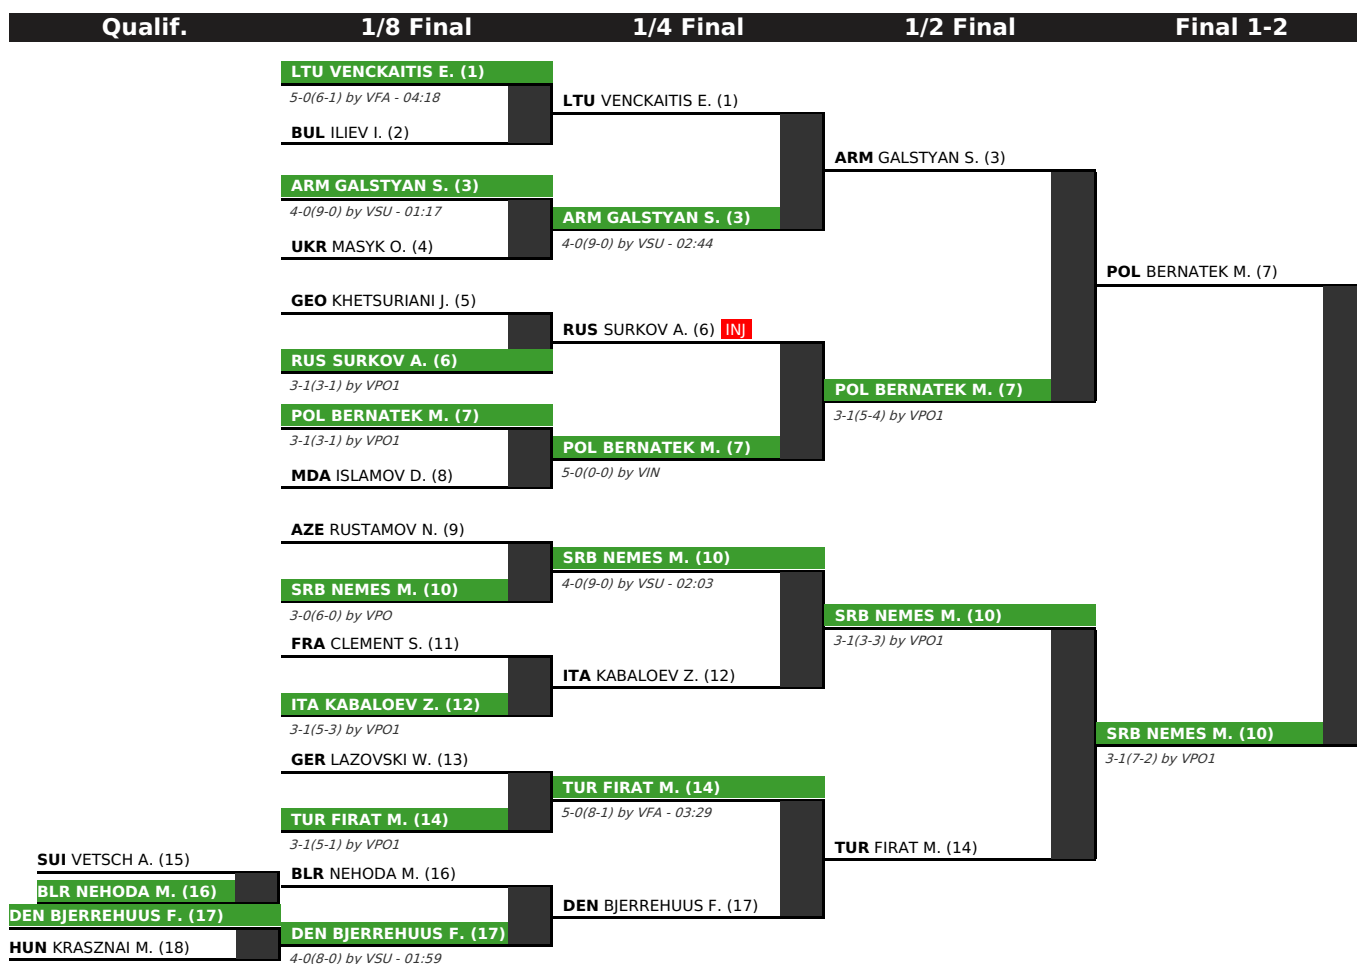 Qualif.
1/8 Final
1/4 Final
1/2 Final
Final 1-2
SUI VETSCH A. (15)
BLR NEHODA M. (16)
DEN BJERREHUUS F. (17)
HUN KRASZNAI M. (18)
LTU VENCKAITIS E. (1)
5-0(6-1) by VFA - 04:18
BUL ILIEV I. (2)
ARM GALSTYAN S. (3)
4-0(9-0) by VSU - 01:17
UKR MASYK O. (4)
GEO KHETSURIANI J. (5)
RUS SURKOV A. (6)
3-1(3-1) by VPO1
POL BERNATEK M. (7)
3-1(3-1) by VPO1
MDA ISLAMOV D. (8)
AZE RUSTAMOV N. (9)
SRB NEMES M. (10)
3-0(6-0) by VPO
FRA CLEMENT S. (11)
ITA KABALOEV Z. (12)
3-1(5-3) by VPO1
GER LAZOVSKI W. (13)
TUR FIRAT M. (14)
3-1(5-1) by VPO1
BLR NEHODA M. (16)
DEN BJERREHUUS F. (17)
4-0(8-0) by VSU - 01:59
LTU VENCKAITIS E. (1)
ARM GALSTYAN S. (3)
4-0(9-0) by VSU - 02:44
RUS SURKOV A. (6) INJ
POL BERNATEK M. (7)
5-0(0-0) by VIN
SRB NEMES M. (10)
4-0(9-0) by VSU - 02:03
ITA KABALOEV Z. (12)
TUR FIRAT M. (14)
5-0(8-1) by VFA - 03:29
DEN BJERREHUUS F. (17)
ARM GALSTYAN S. (3)
POL BERNATEK M. (7)
3-1(5-4) by VPO1
SRB NEMES M. (10)
3-1(3-3) by VPO1
TUR FIRAT M. (14)
POL BERNATEK M. (7)
SRB NEMES M. (10)
3-1(7-2) by VPO1